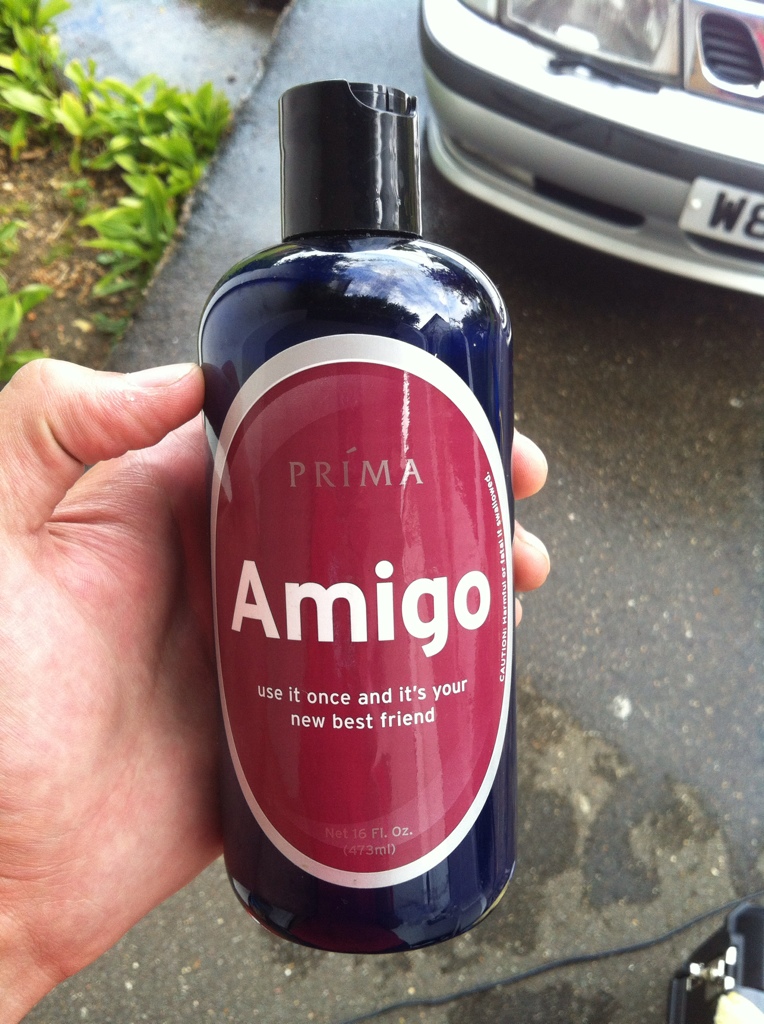 PRÍMA
Amigo
use it once and it's your
new best friend
Net 16 Fl. Oz.
(473ml)
CAUTION: Harmful or fatal if swallowed.
W8